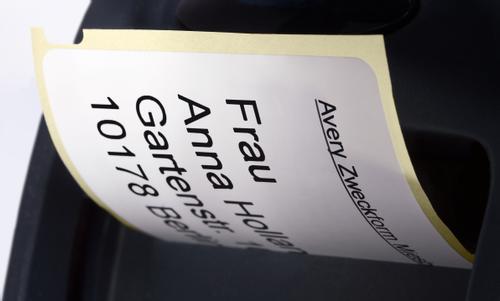 Avery Zweckform
Frau
Anna
Gartenstr.
10178